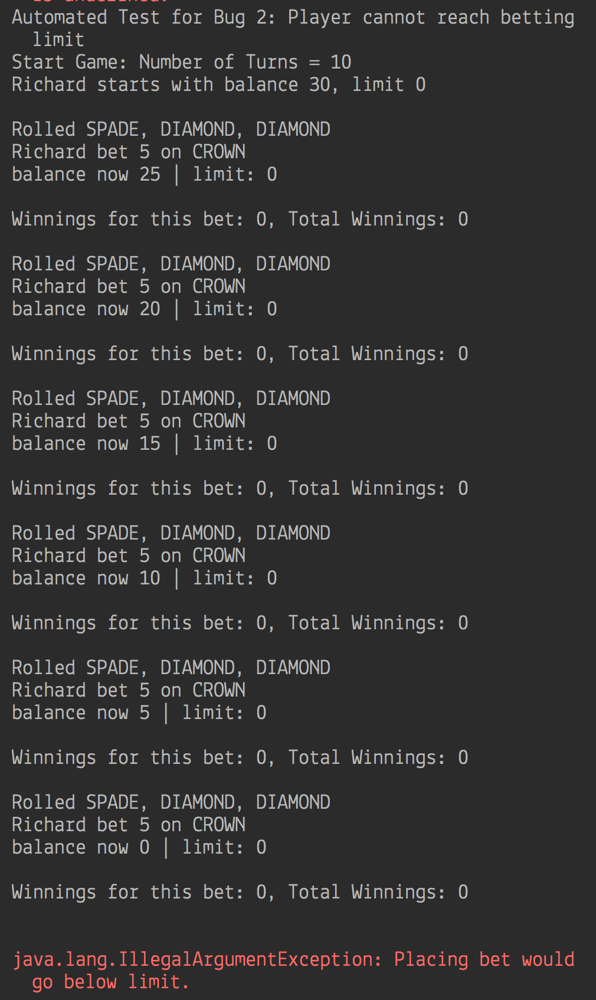 is undefined.
Automated Test for Bug 2: Player cannot reach betting
limit
Start Game: Number of Turns = 10
Richard starts with balance 30, limit 0
Rolled SPADE, DIAMOND, DIAMOND
Richard bet 5 on CROWN
balance now 25 | limit: 0
Winnings for this bet: 0, Total Winnings: 0
Rolled SPADE, DIAMOND, DIAMOND
Richard bet 5 on CROWN
balance now 20 | limit: 0
Winnings for this bet: 0, Total Winnings: 0
Rolled SPADE, DIAMOND, DIAMOND
Richard bet 5 on CROWN
balance now 15 | limit: 0
Winnings for this bet: 0, Total Winnings: 0
Rolled SPADE, DIAMOND, DIAMOND
Richard bet 5 on CROWN
balance now 10 | limit: 0
Winnings for this bet: 0, Total Winnings: 0
Rolled SPADE, DIAMOND, DIAMOND
Richard bet 5 on CROWN
balance now 5 | limit: 0
Winnings for this bet: 0, Total Winnings: 0
Rolled SPADE, DIAMOND, DIAMOND
Richard bet 5 on CROWN
balance now 0 | limit: 0
Winnings for this bet: 0, Total Winnings: 0
java.lang.IllegalArgumentException: Placing bet would
go below limit.